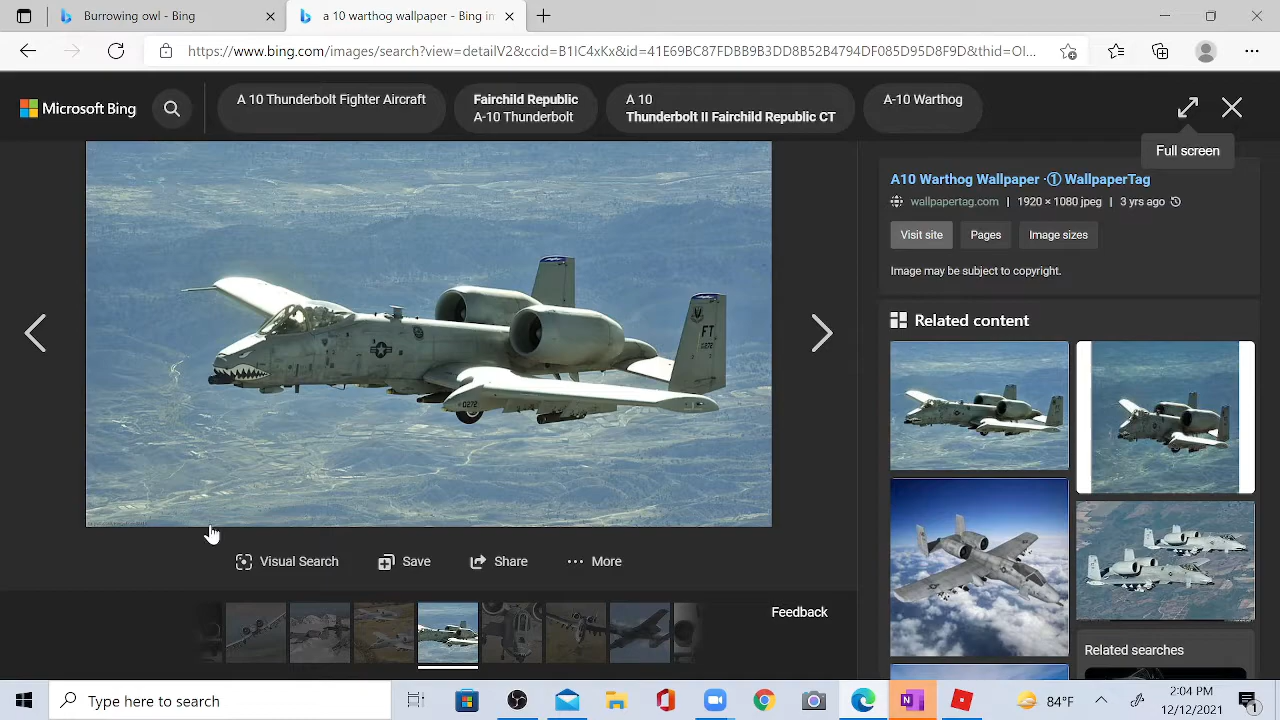 Burrowing owl - Bing
a 10 warthog wallpaper - Bing in
https://www.bing.com/images/search?view=detailV2&ccid=B1IC4xKx&id=41E69BC87FDBB9B3DD8B52B4794DF085D95D8F9D&thid=OI...
Microsoft Bing
A 10 Thunderbolt Fighter Aircraft
Fairchild Republic
A-10 Thunderbolt
A 10
Thunderbolt II Fairchild Republic CT
A-10 Warthog
Full screen
A10 Warthog Wallpaper ·① WallpaperTag
wallpapertag.com | 1920 × 1080 jpeg | 3 yrs ago
Visit site
Pages
Image sizes
Image may be subject to copyright.
Related content
FT
0272
Visual Search
Save
Share
More
Feedback
Related searches
Type here to search
84°F
2:04 PM
12/12/2021
1